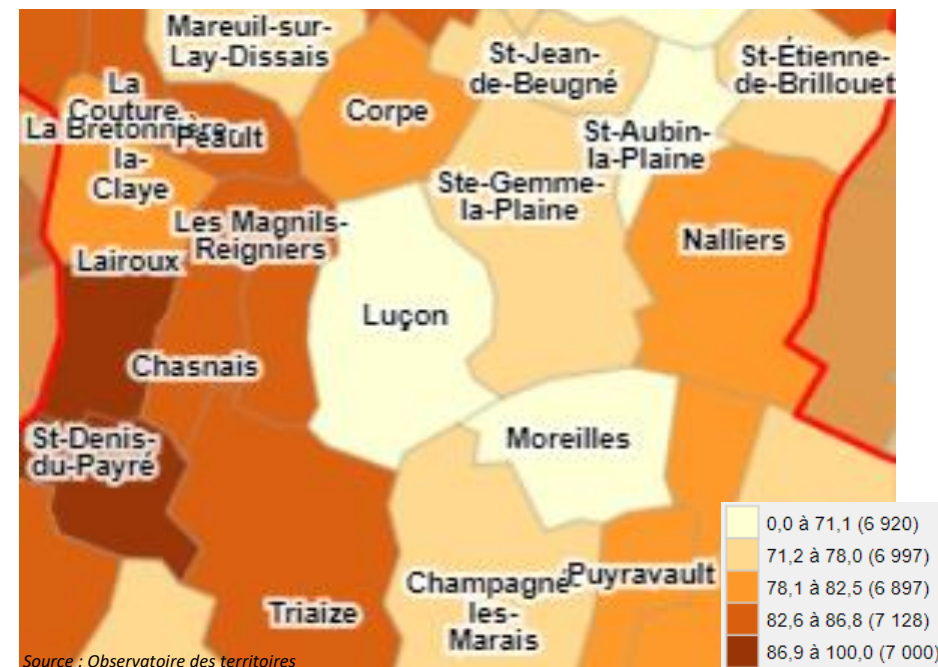 Mareuil-sur-
Lay-Dissais
St-Jean-
de-Beugné
St-Étienne-
de-Brillouet
La
Couture
Corpe
La Bretonnière-
Péault
la-
Claye
St-Aubin-
la-Plaine
Ste-Gemme-
la-Plaine
Les Magnils-
Reigniers
Nalliers
Lairoux
Luçon
Chasnais
St-Denis-
du-Payré
Moreilles
Champagné-
les-
Marais
Puyravault
Triaize
0,0 à 71,1 (6 920)
71,2 à 78,0 (6 997)
78,1 à 82,5 (6 897)
82,6 à 86,8 (7 128)
86,9 à 100,0 (7 000)
Source : Observatoire des territoires